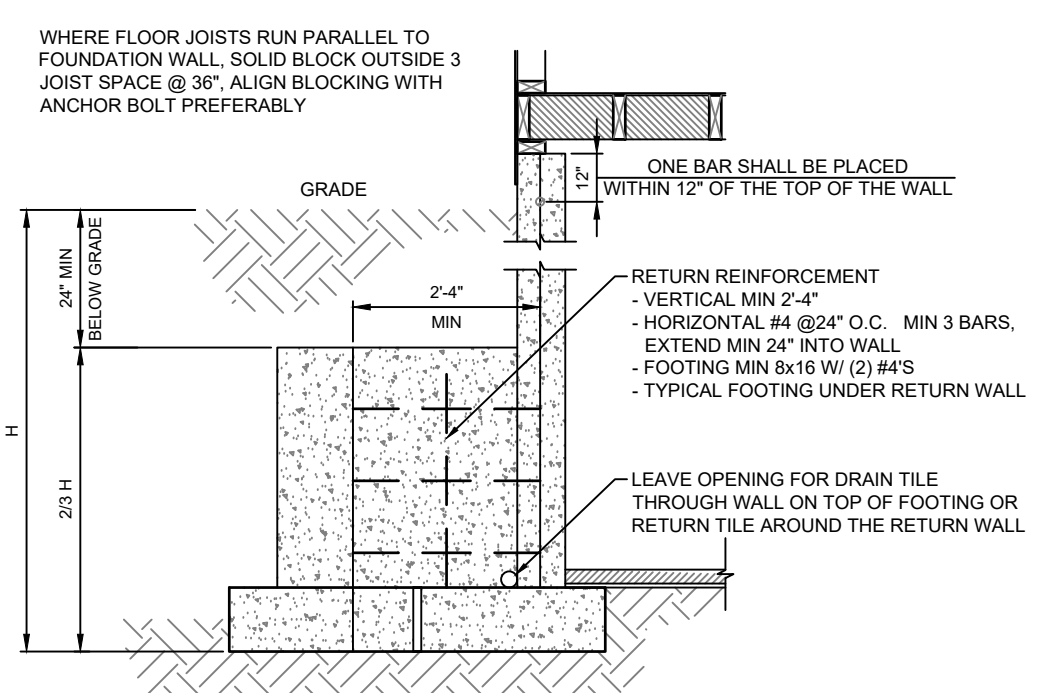 WHERE FLOOR JOISTS RUN PARALLEL TO
FOUNDATION WALL, SOLID BLOCK OUTSIDE 3
JOIST SPACE @ 36", ALIGN BLOCKING WITH
ANCHOR BOLT PREFERABLY
GRADE
12"
ONE BAR SHALL BE PLACED
WITHIN 12" OF THE TOP OF THE WALL
24" MIN
BELOW GRADE
2'-4"
MIN
RETURN REINFORCEMENT
- VERTICAL MIN 2'-4"
- HORIZONTAL #4 @24" O.C. MIN 3 BARS,
EXTEND MIN 24" INTO WALL
- FOOTING MIN 8x16 W/ (2) #4'S
- TYPICAL FOOTING UNDER RETURN WALL
H
2/3 H
LEAVE OPENING FOR DRAIN TILE
THROUGH WALL ON TOP OF FOOTING OR
RETURN TILE AROUND THE RETURN WALL